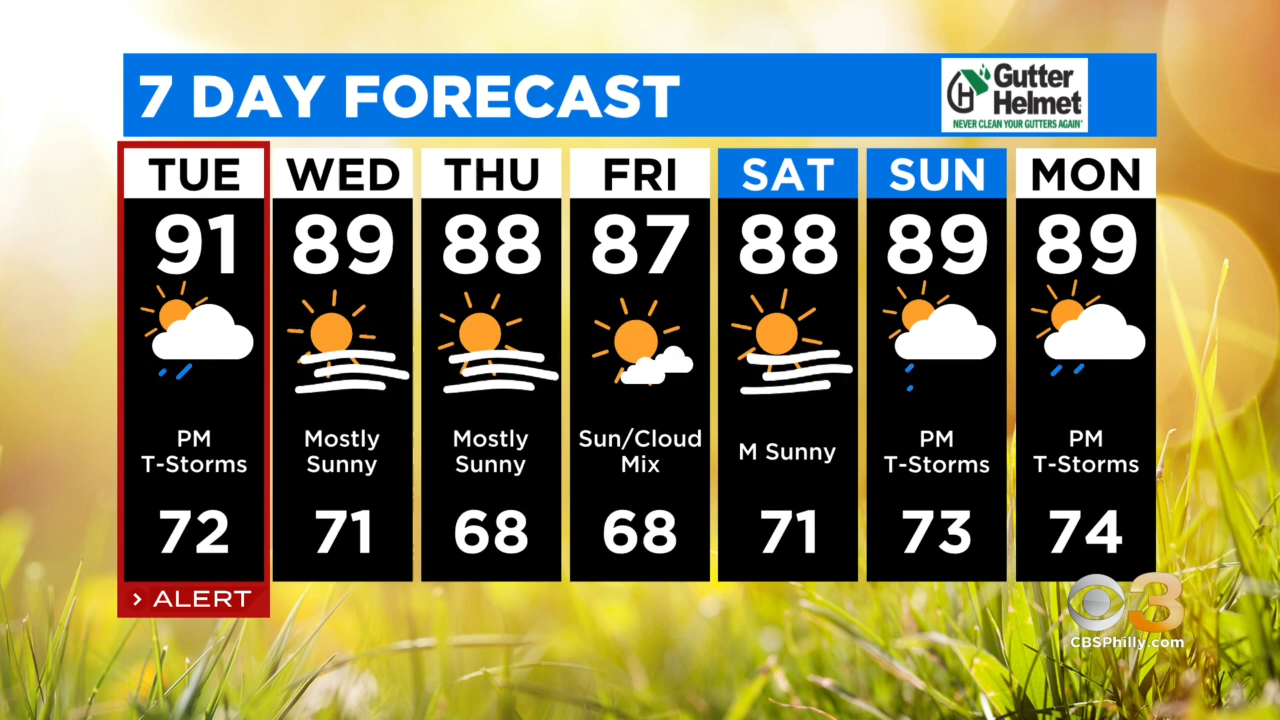 7 DAY FORECAST
Gutter
Helmet
NEVER CLEAN YOUR GUTTERS AGAIN®
TUE
91
PM
T-Storms
72
> ALERT
WED
89
Mostly
Sunny
71
THU
88
Mostly
Sunny
68
FRI
87
Sun/Cloud
Mix
68
SAT
88
M Sunny
71
SUN
89
PM
T-Storms
73
MON
89
PM
T-Storms
74
3
CBSPhilly.com